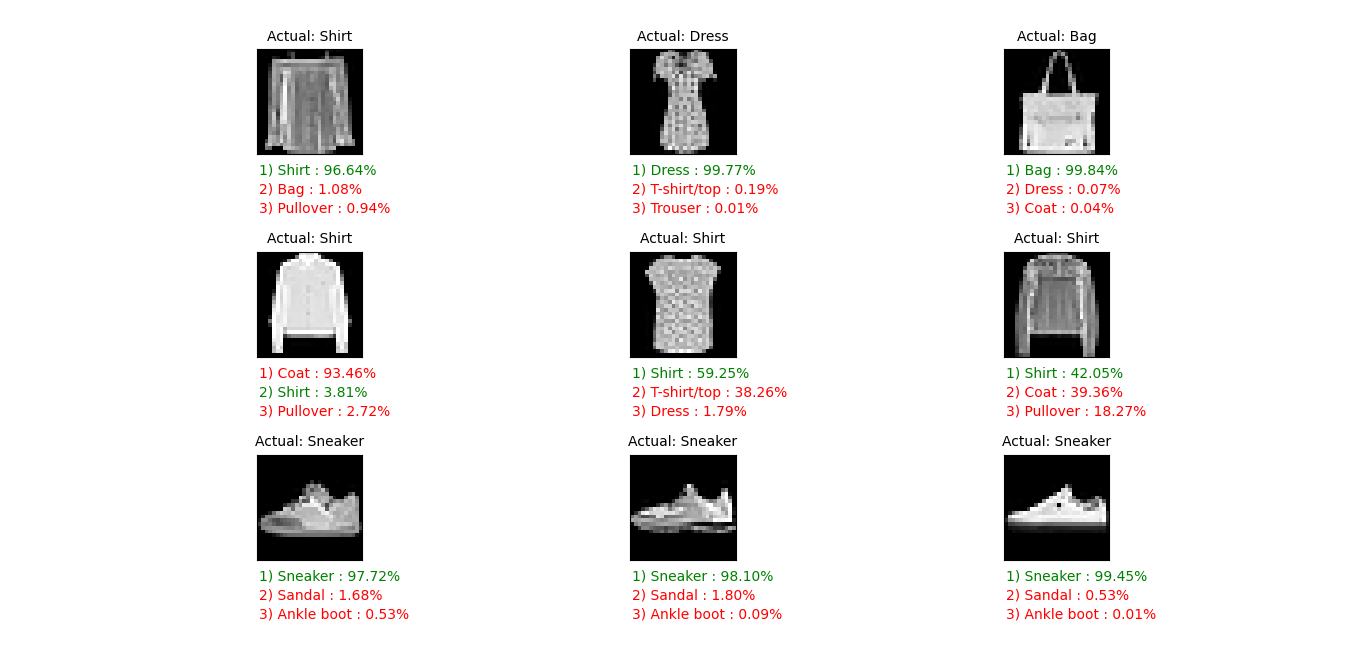 Actual: Shirt
1) Shirt : 96.64%
2) Bag : 1.08%
3) Pullover : 0.94%
Actual: Dress
1) Dress : 99.77%
2) T-shirt/top : 0.19%
3) Trouser : 0.01%
Actual: Bag
1) Bag : 99.84%
2) Dress : 0.07%
3) Coat : 0.04%
Actual: Shirt
1) Coat : 93.46%
2) Shirt : 3.81%
3) Pullover : 2.72%
Actual: Shirt
1) Shirt : 59.25%
2) T-shirt/top : 38.26%
3) Dress : 1.79%
Actual: Shirt
1) Shirt : 42.05%
2) Coat : 39.36%
3) Pullover : 18.27%
Actual: Sneaker
1) Sneaker : 97.72%
2) Sandal : 1.68%
3) Ankle boot : 0.53%
Actual: Sneaker
1) Sneaker : 98.10%
2) Sandal : 1.80%
3) Ankle boot : 0.09%
Actual: Sneaker
1) Sneaker : 99.45%
2) Sandal : 0.53%
3) Ankle boot : 0.01%